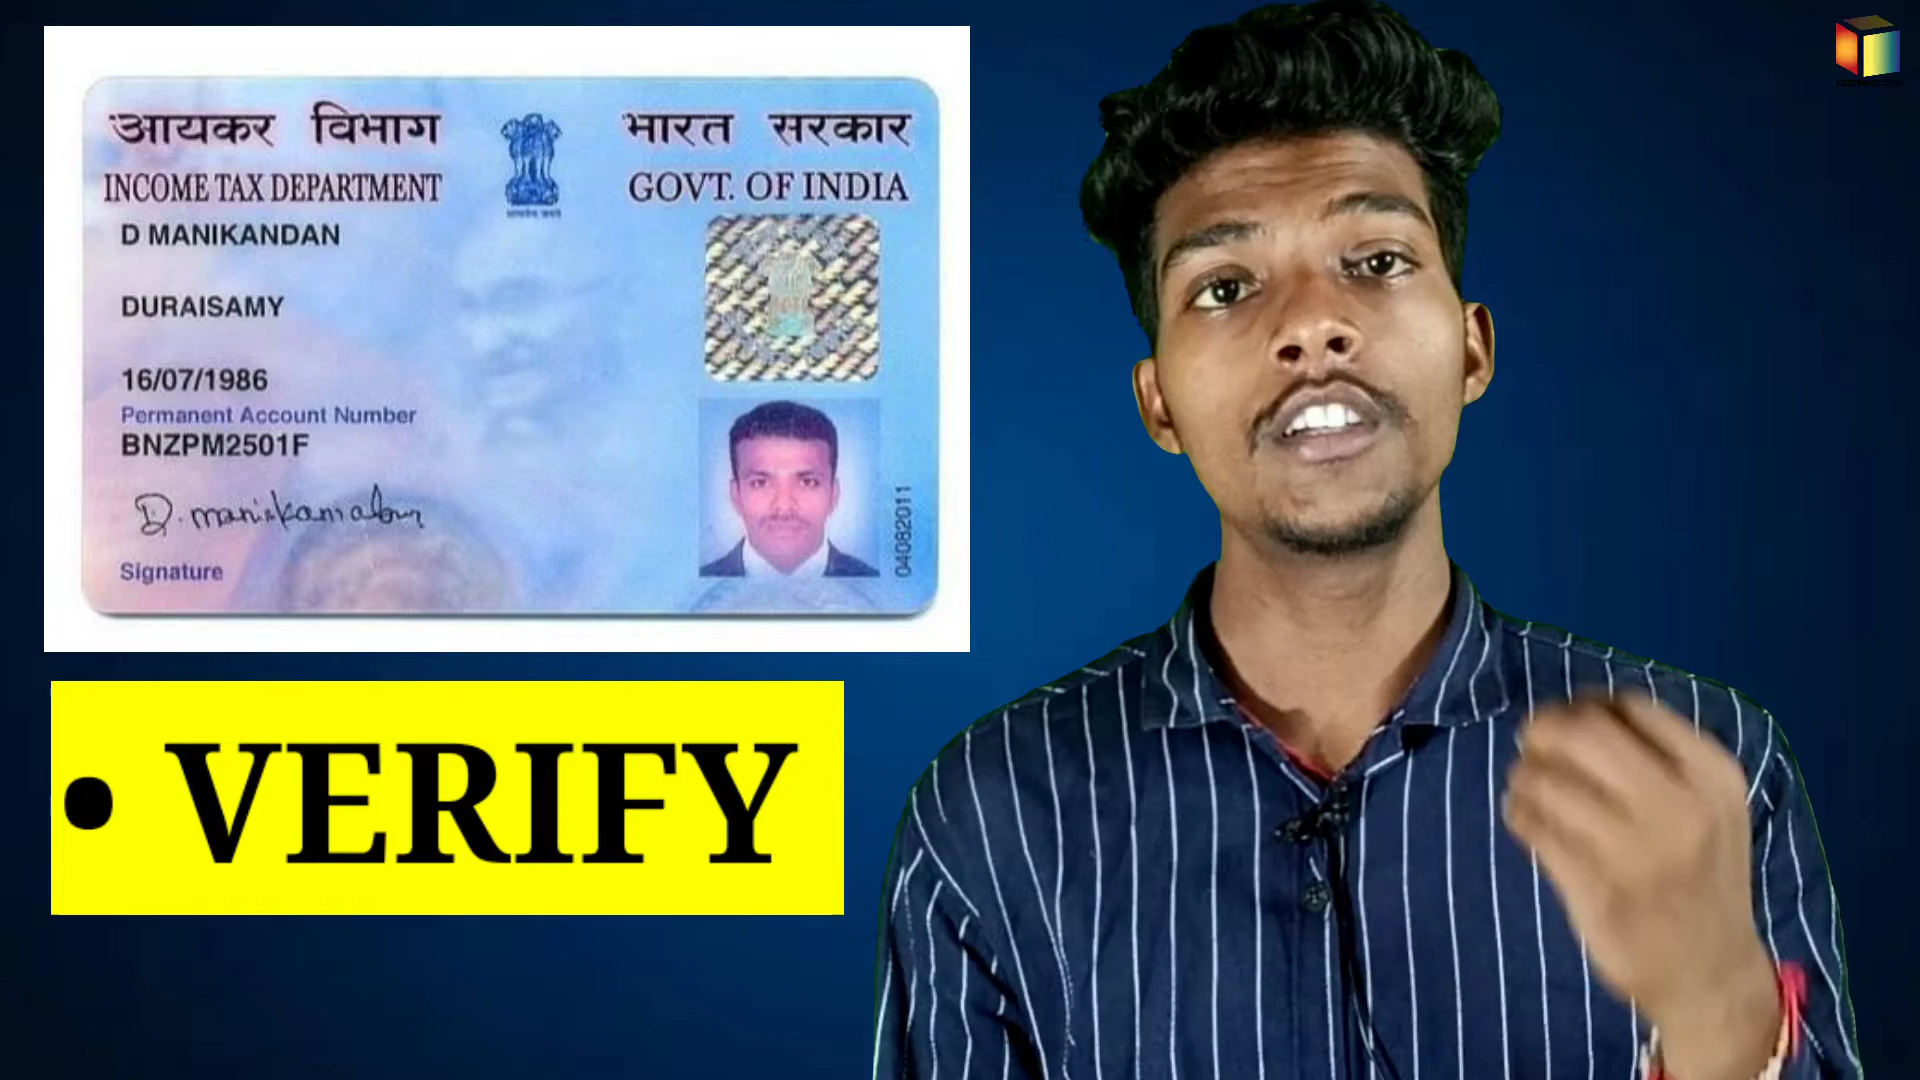 आयकर विभाग
भारत सरकार
INCOME TAX DEPARTMENT
GOVT. OF INDIA
D MANIKANDAN
DURAISAMY
16/07/1986
Permanent Account Number
BNZPM2501F
D. manikandan
Signature
04082011
• VERIFY